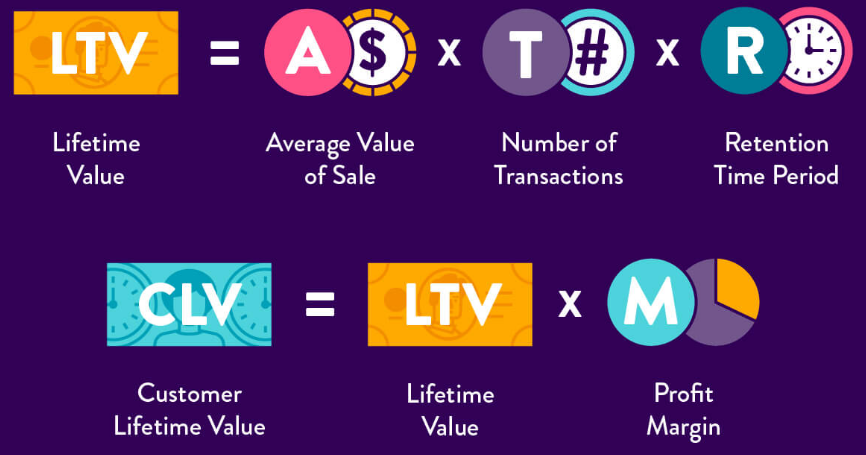 LTV = A $ x T # x R
Lifetime Average Value Number of Retention
Value of Sale Transactions Time Period
CLV = LTV x M
Customer Lifetime Profit
Lifetime Value Value Margin